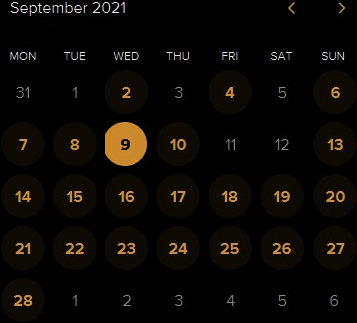 September 2021 < >
MON TUE WED THU FRI SAT SUN
31 1 2 3 4 5 6
7 8 9 10 11 12 13
14 15 16 17 18 19 20
21 22 23 24 25 26 27
28 1 2 3 4 5 6